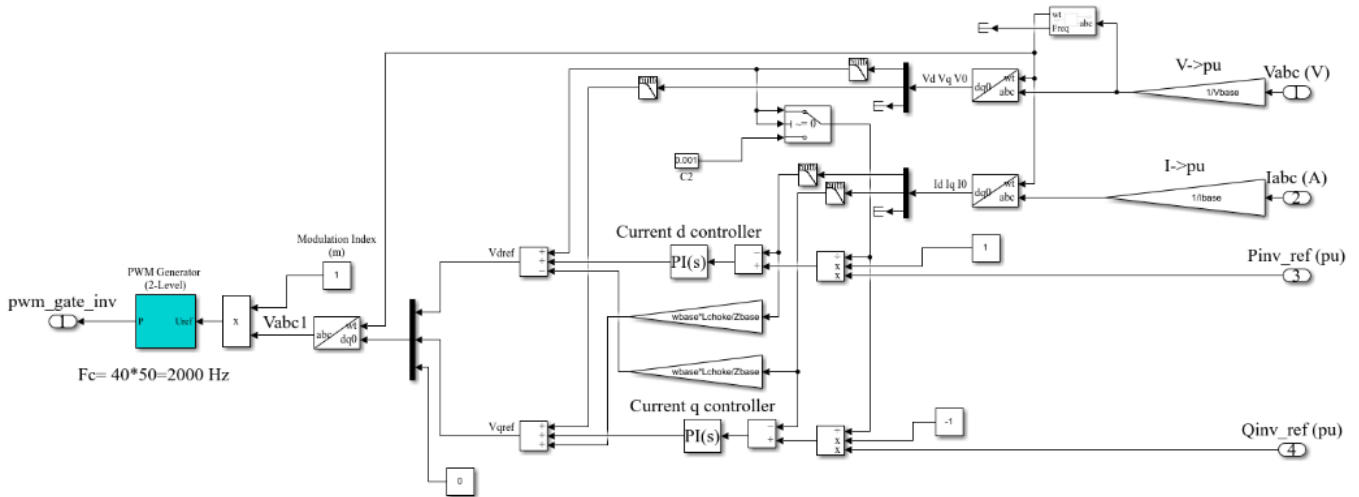 wt
Freq
abc
V->pu
Vabc (V)
1/Vbase
1
Vd Vq V0
dq0
wt
abc
~= 0
0.001
C2
I->pu
Iabc (A)
1/Ibase
2
Id Iq I0
dq0
wt
abc
Current d controller
Modulation Index
(m)
1
PWM Generator
(2-Level)
Vdref
+
+
−
PI(s)
−
+
÷
x
x
1
Pinv_ref (pu)
3
pwm_gate_inv
1
P
Uref
x
Vabc1
abc
wt
dq0
wbase*Lchoke/Zbase
wbase*Lchoke/Zbase
Fc= 40*50=2000 Hz
Current q controller
Vqref
+
+
+
PI(s)
−
+
÷
x
x
-1
Qinv_ref (pu)
4
0